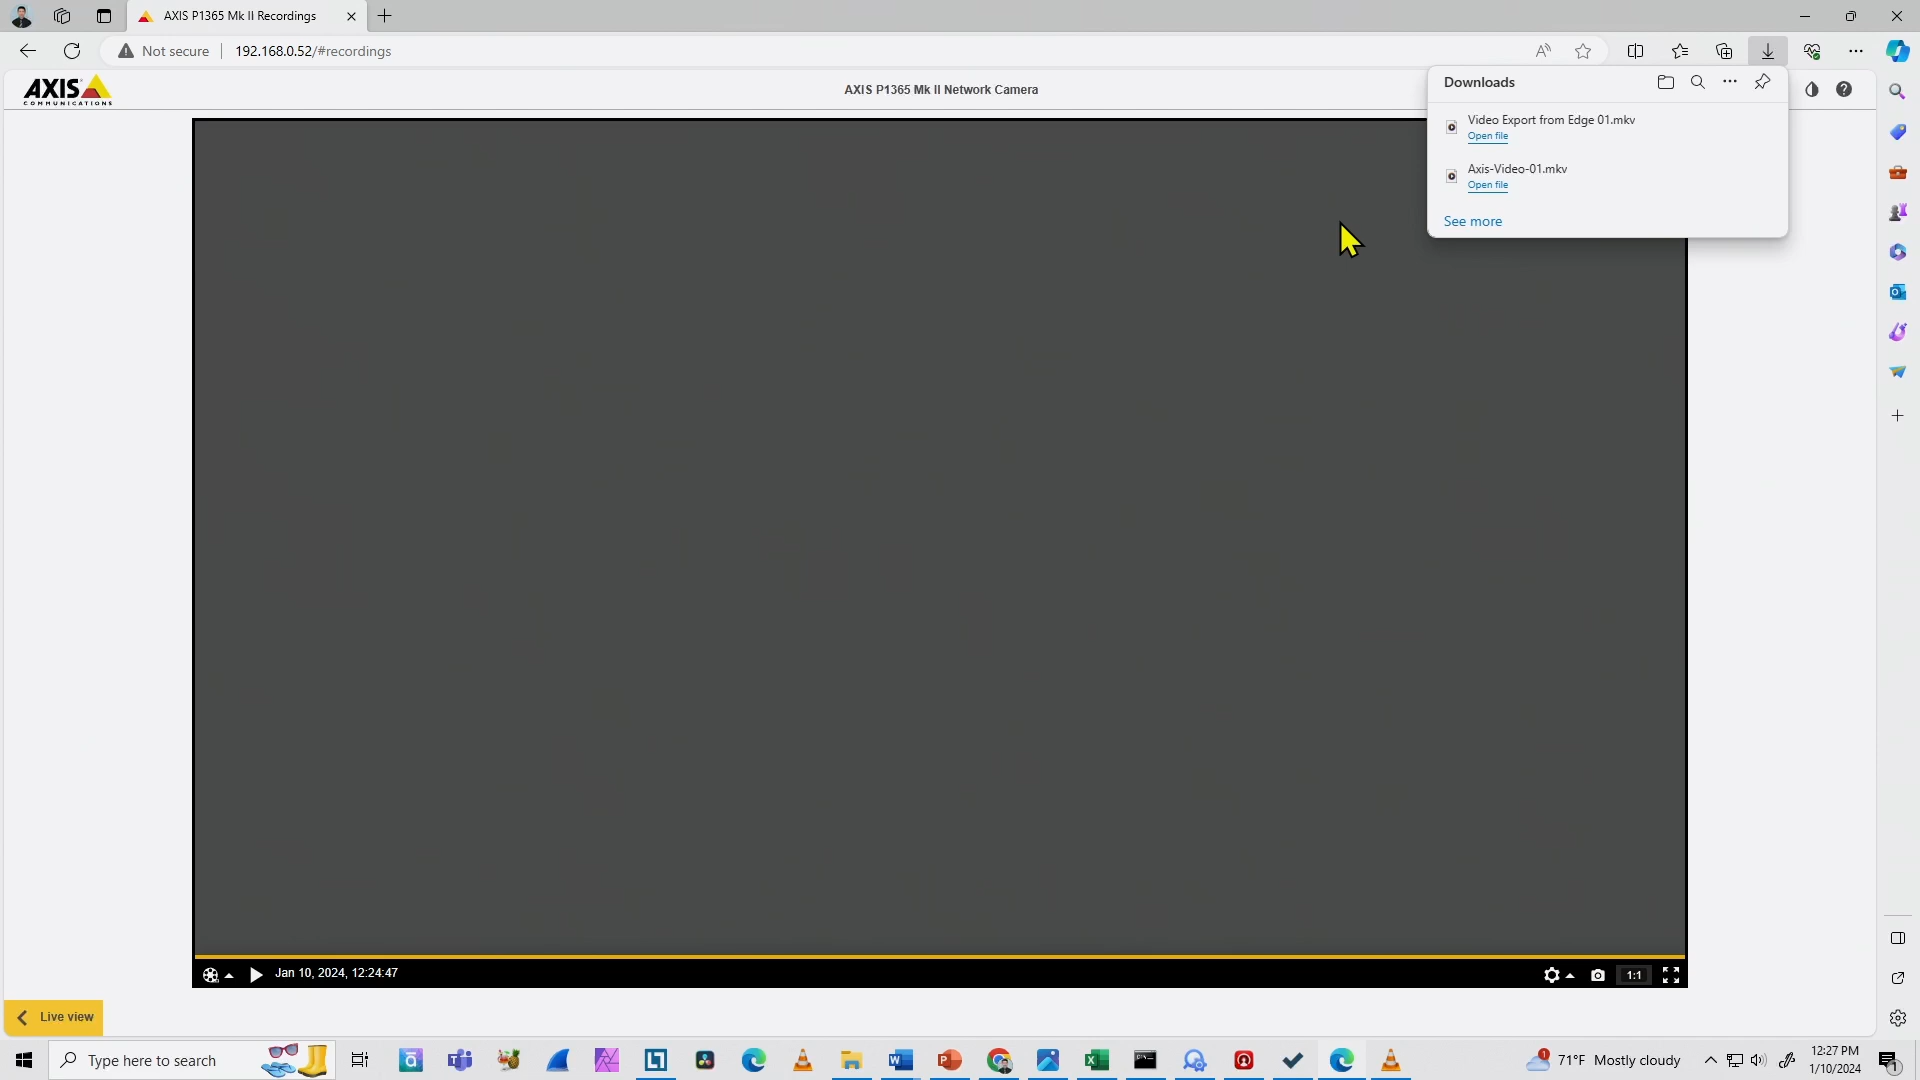 AXIS P1365 Mk II Recordings
Not secure
192.168.0.52/#recordings
AXIS
COMMUNICATIONS
AXIS P1365 Mk II Network Camera
Downloads
Video Export from Edge 01.mkv
Open file
Axis-Video-01.mkv
Open file
See more
Jan 10, 2024, 12:24:47
1:1
Live view
Type here to search
71°F Mostly cloudy
12:27 PM
1/10/2024